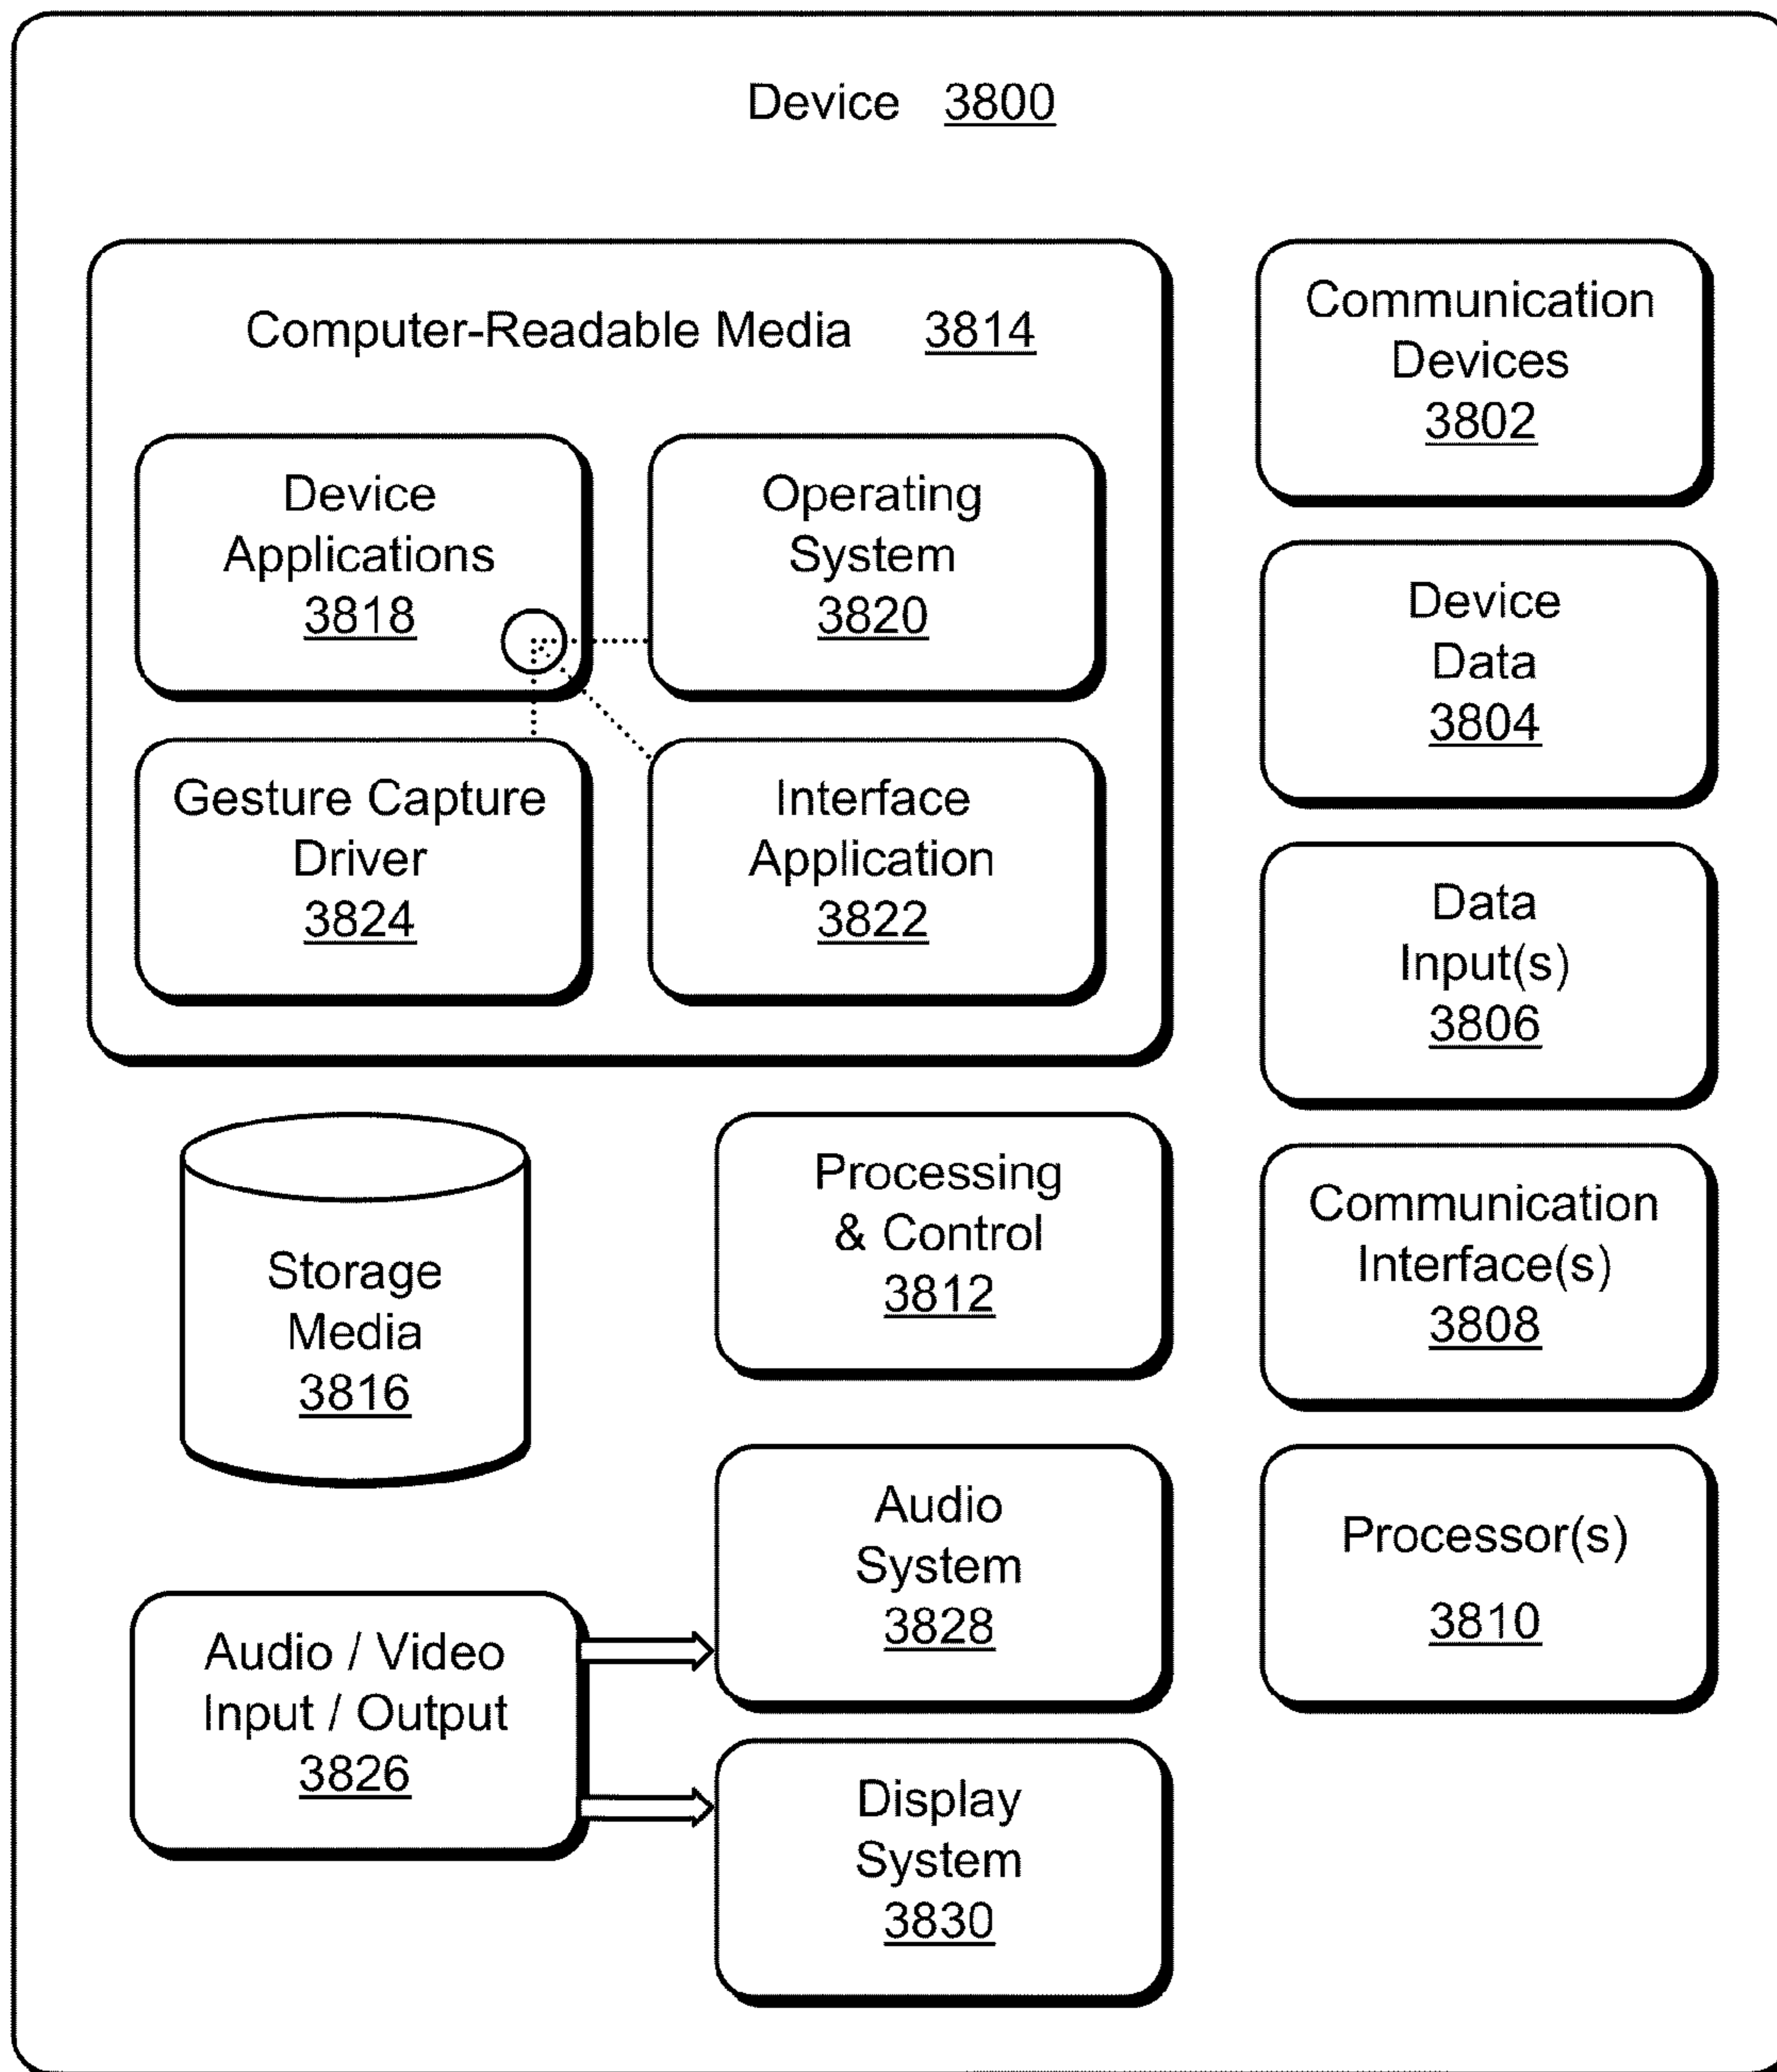 Device 3800
Computer-Readable Media 3814
Device
Applications
3818
Operating
System
3820
Gesture Capture
Driver
3824
Interface
Application
3822
Communication
Devices
3802
Device
Data
3804
Data
Input(s)
3806
Communication
Interface(s)
3808
Processor(s)
3810
Storage
Media
3816
Processing
& Control
3812
Audio / Video
Input / Output
3826
Audio
System
3828
Display
System
3830